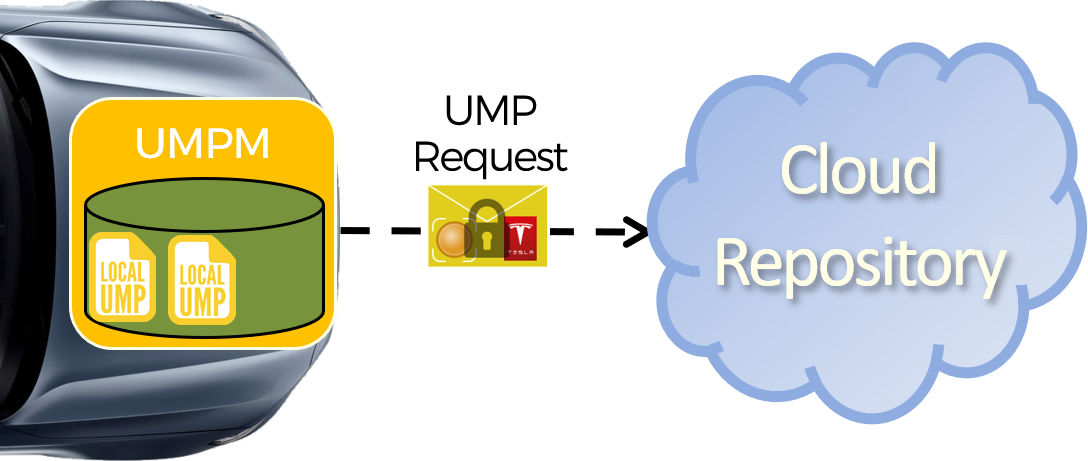 UMPM
LOCAL
UMP
LOCAL
UMP
UMP
Request
TESLA
Cloud
Repository